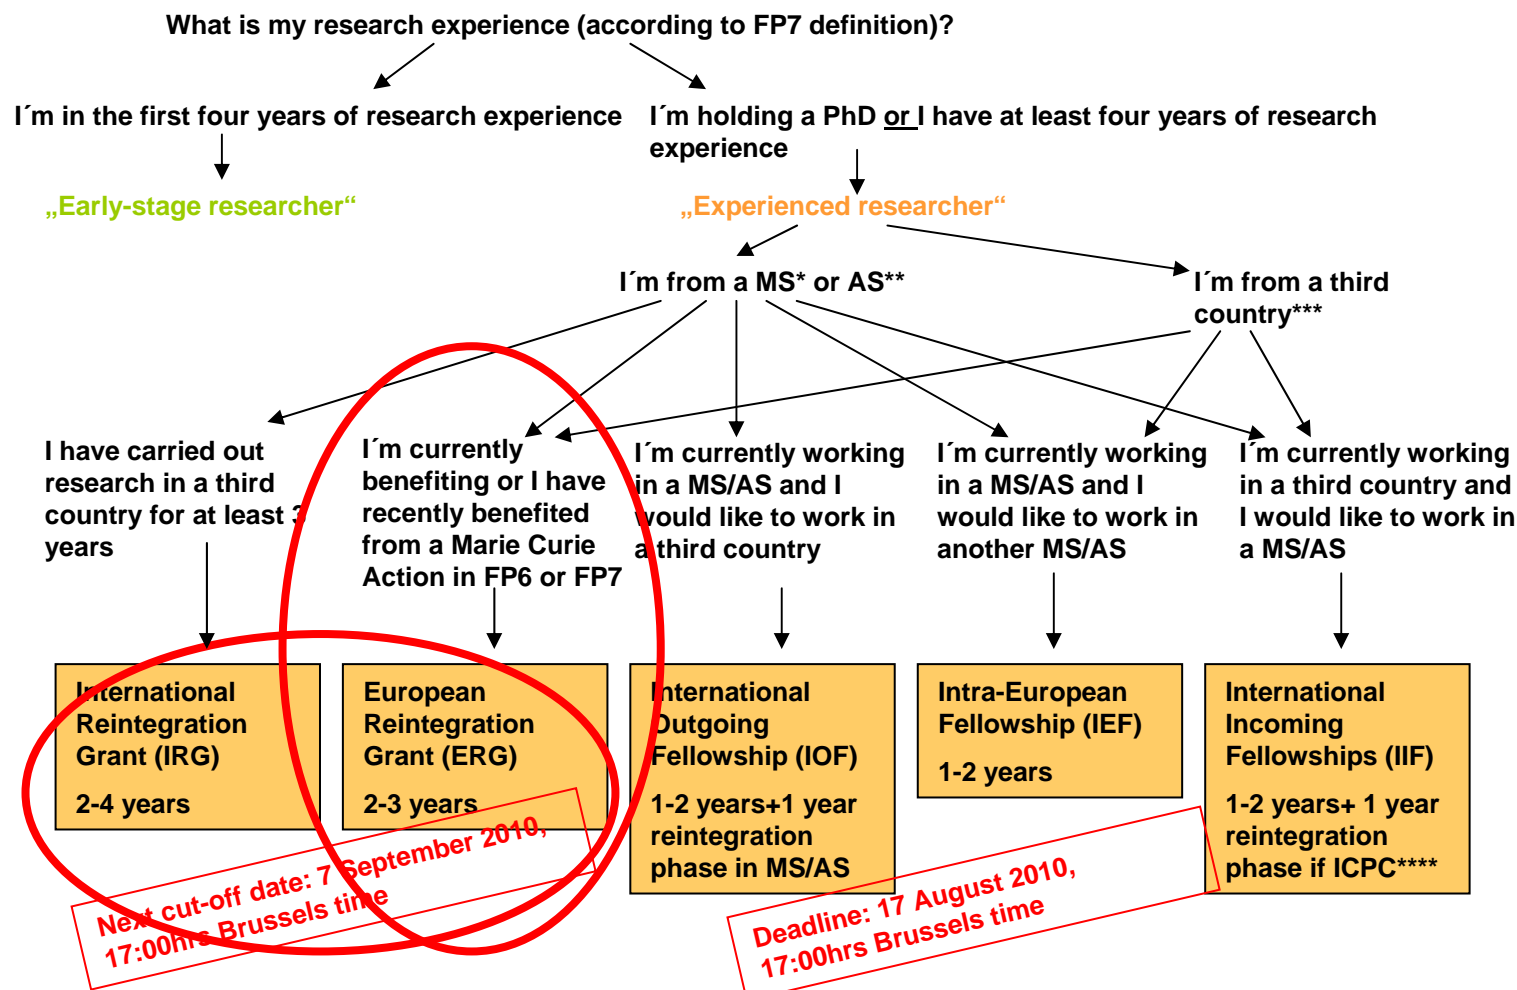 What is my research experience (according to FP7 definition)?
I´m in the first four years of research experience
I´m holding a PhD or I have at least four years of research
experience
„Early-stage researcher“
„Experienced researcher“
I´m from a MS* or AS**
I´m from a third
country***
I have carried out
research in a third
country for at least 3
years
I´m currently
benefiting or I have
recently benefited
from a Marie Curie
Action in FP6 or FP7
I´m currently working
in a MS/AS and I
would like to work in
a third country
I´m currently working
in a MS/AS and I
would like to work in
another MS/AS
I´m currently working
in a third country and
I would like to work in
a MS/AS
International
Reintegration
Grant (IRG)
2-4 years
European
Reintegration
Grant (ERG)
2-3 years
International
Outgoing
Fellowship (IOF)
1-2 years+1 year
reintegration
phase in MS/AS
Intra-European
Fellowship (IEF)
1-2 years
International
Incoming
Fellowships (IIF)
1-2 years+ 1 year
reintegration
phase if ICPC****
Next cut-off date: 7 September 2010,
17:00hrs Brussels time
Deadline: 17 August 2010,
17:00hrs Brussels time